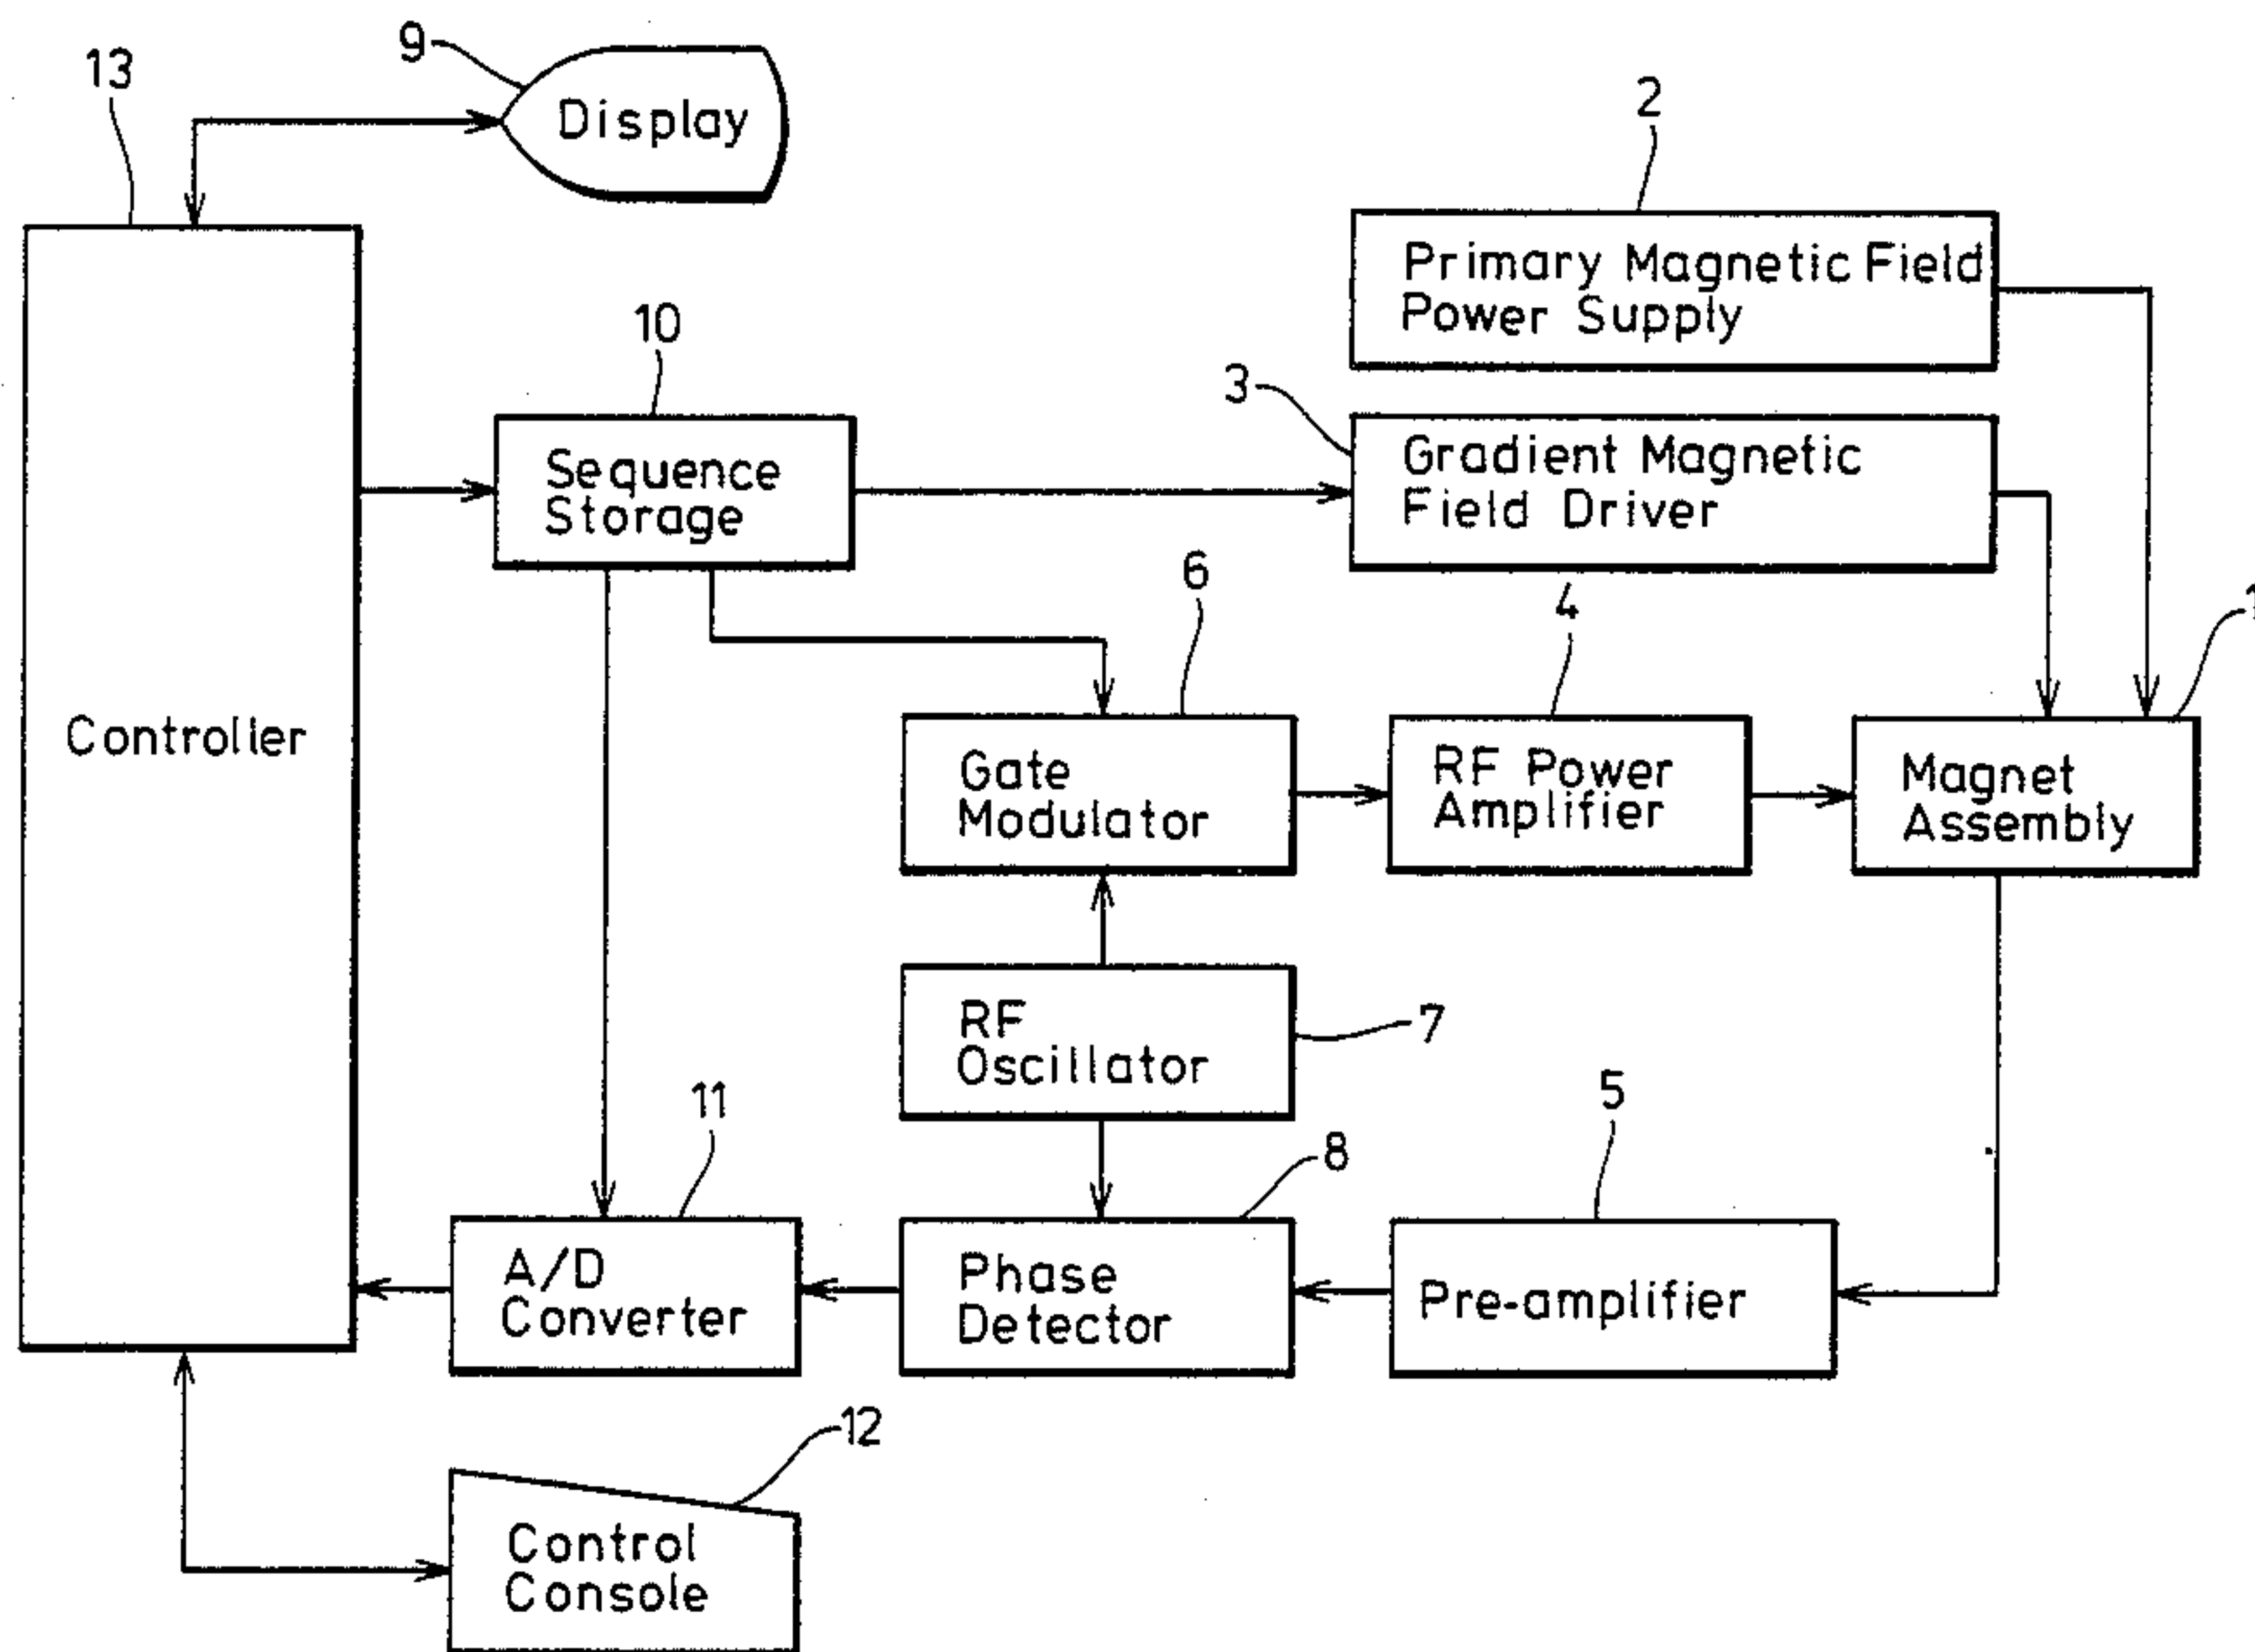 9
Display
13
2
Primary Magnetic Field
Power Supply
10
Sequence
Storage
3
Gradient Magnetic
Field Driver
6
4
1
Controller
Gate
Modulator
RF Power
Amplifier
Magnet
Assembly
RF
Oscillator
7
11
8
5
A/D
Converter
Phase
Detector
Pre-amplifier
12
Control
Console